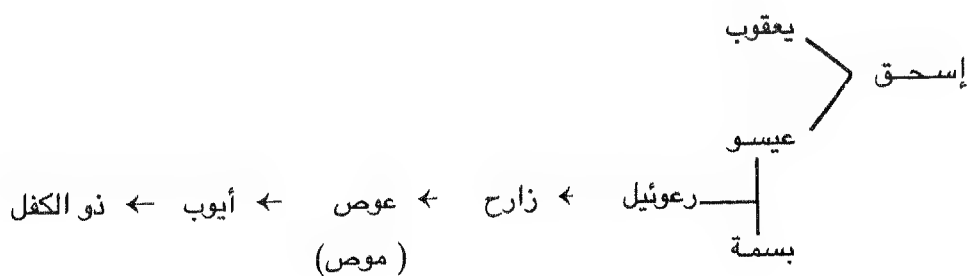 يعقوب
إسحق
عيسو
رعوئيل ← زارح ← عوص ← أيوب ← ذو الكفل
(موص)
بسمة